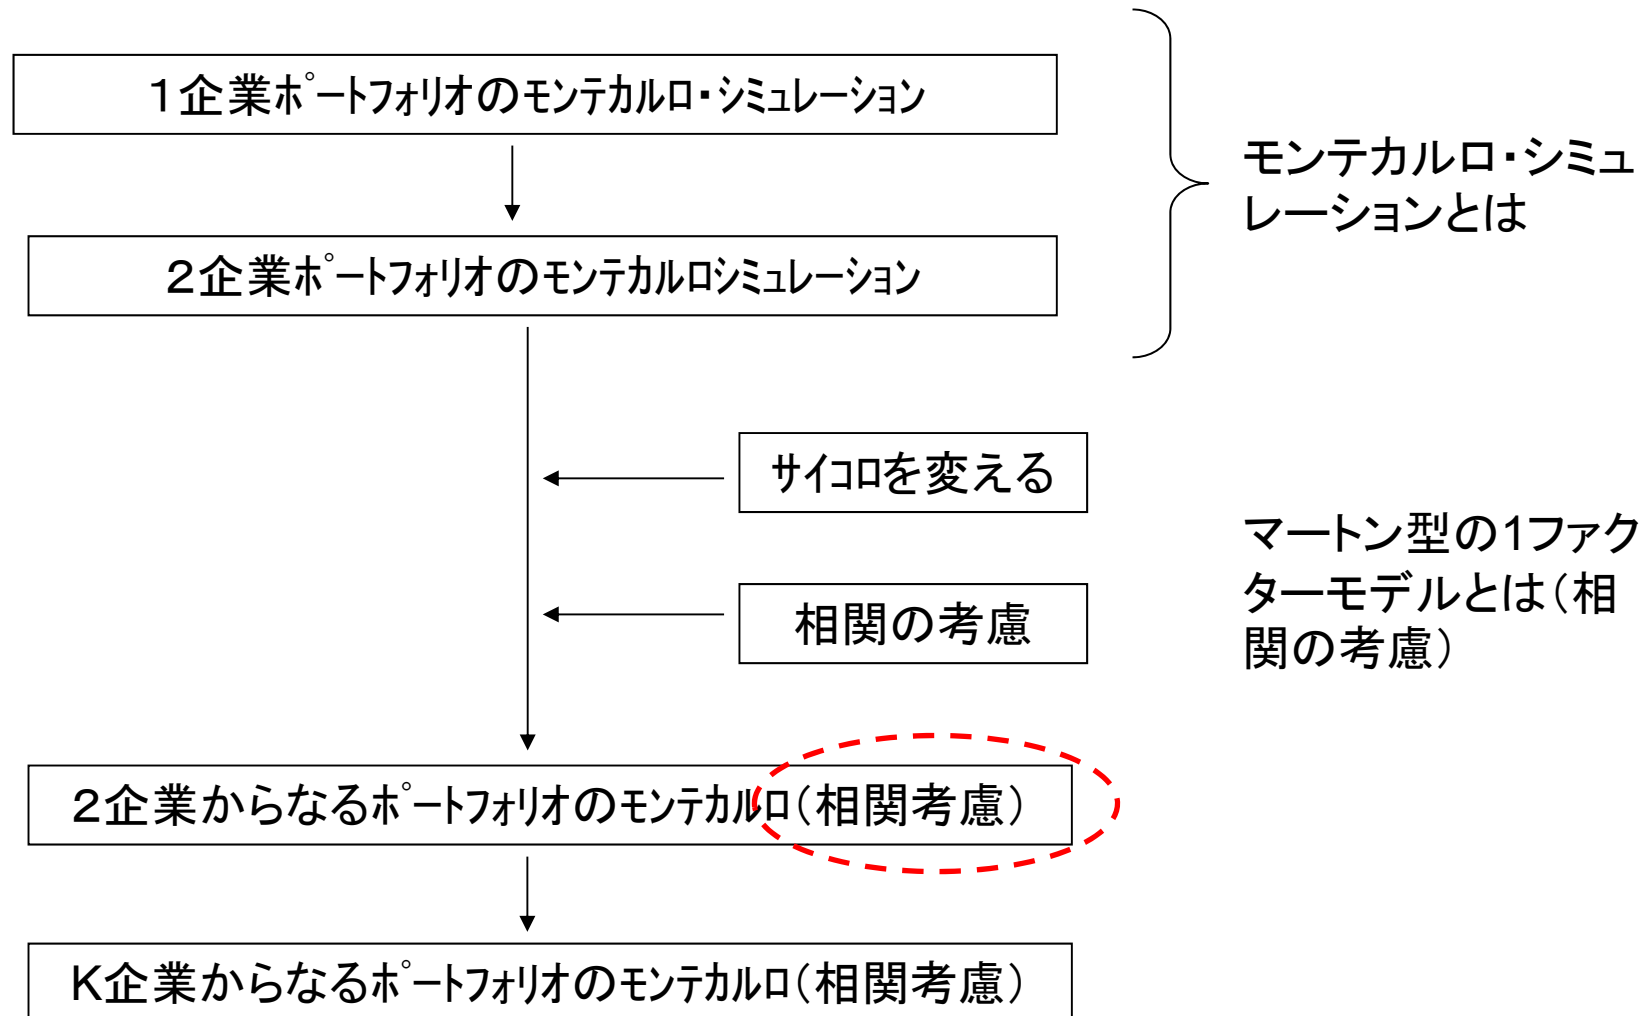 １企業ﾎﾟｰﾄﾌｫﾘｵのﾓﾝﾃｶﾙﾛ・ｼﾐｭﾚｰｼｮﾝ
モンテカルロ・シミュ
レーションとは
２企業ﾎﾟｰﾄﾌｫﾘｵのﾓﾝﾃｶﾙﾛｼﾐｭﾚｰｼｮﾝ
ｻｲｺﾛを変える
マートン型の1ファク
ターモデルとは（相
関の考慮）
相関の考慮
２企業からなるﾎﾟｰﾄﾌｫﾘｵのﾓﾝﾃｶﾙﾛ（相関考慮）
K企業からなるﾎﾟｰﾄﾌｫﾘｵのﾓﾝﾃｶﾙﾛ（相関考慮）